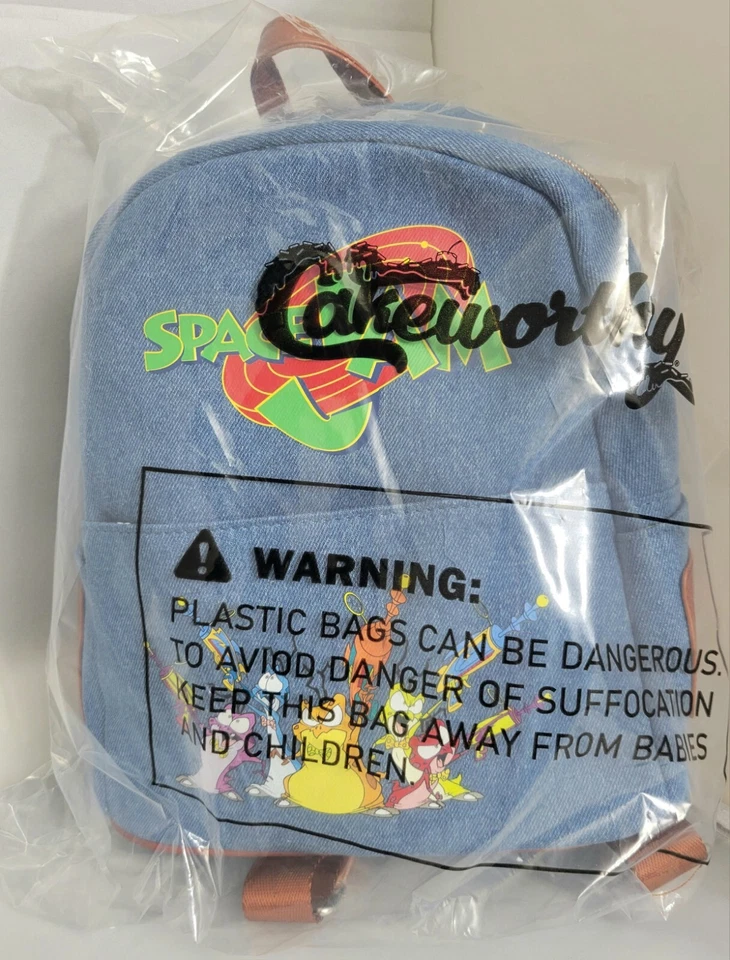 SPACE JAM
Cakeworthy
WARNING:
PLASTIC BAGS CAN BE DANGEROUS.
TO AVIOD DANGER OF SUFFOCATION
KEEP THIS BAG AWAY FROM BABIES
AND CHILDREN.